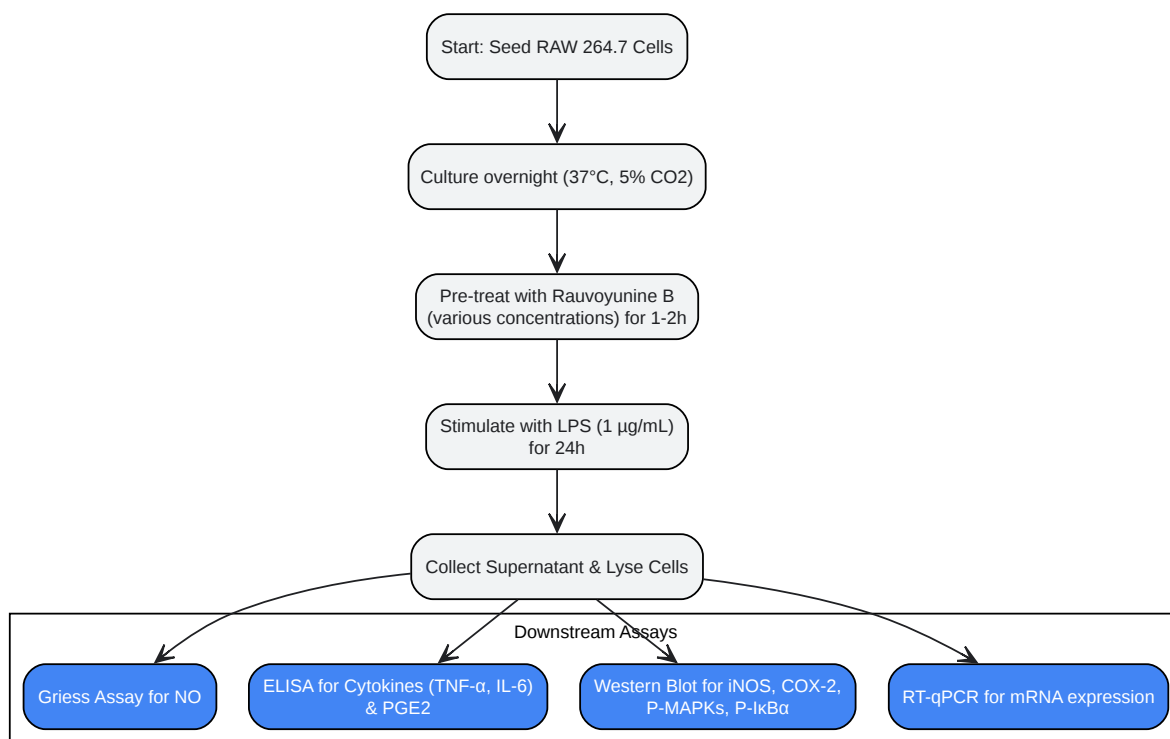 Start: Seed RAW 264.7 Cells
Culture overnight (37°C, 5% CO2)
Pre-treat with Rauvoyunine B
(various concentrations) for 1-2h
Stimulate with LPS (1 µg/mL)
for 24h
Collect Supernatant & Lyse Cells
Downstream Assays
Griess Assay for NO
ELISA for Cytokines (TNF-α, IL-6)
& PGE2
Western Blot for iNOS, COX-2,
P-MAPKs, P-IκBα
RT-qPCR for mRNA expression